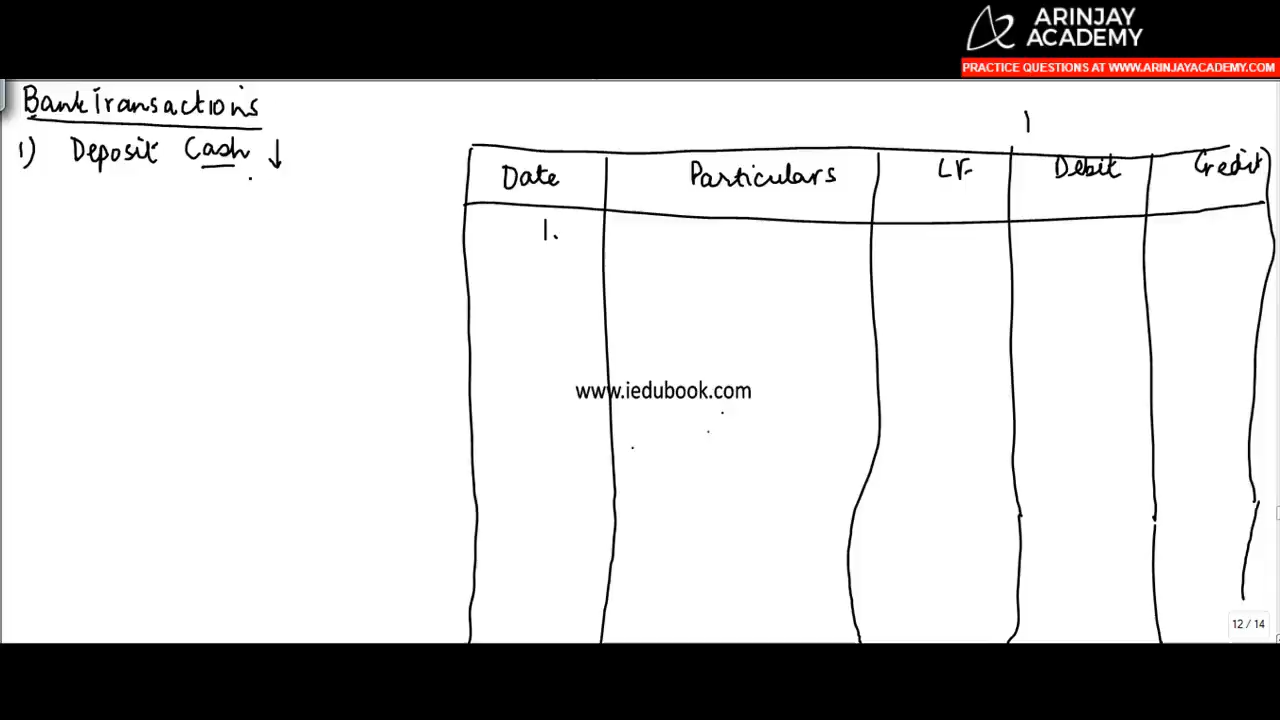 ARINJAY
ACADEMY
PRACTICE QUESTIONS AT WWW.ARINJAYACADEMY.COM
Bank Transactions
1) Deposit Cash ↓
1
Date Particulars LF Debit Credit
1.
www.iedubook.com
12 / 14